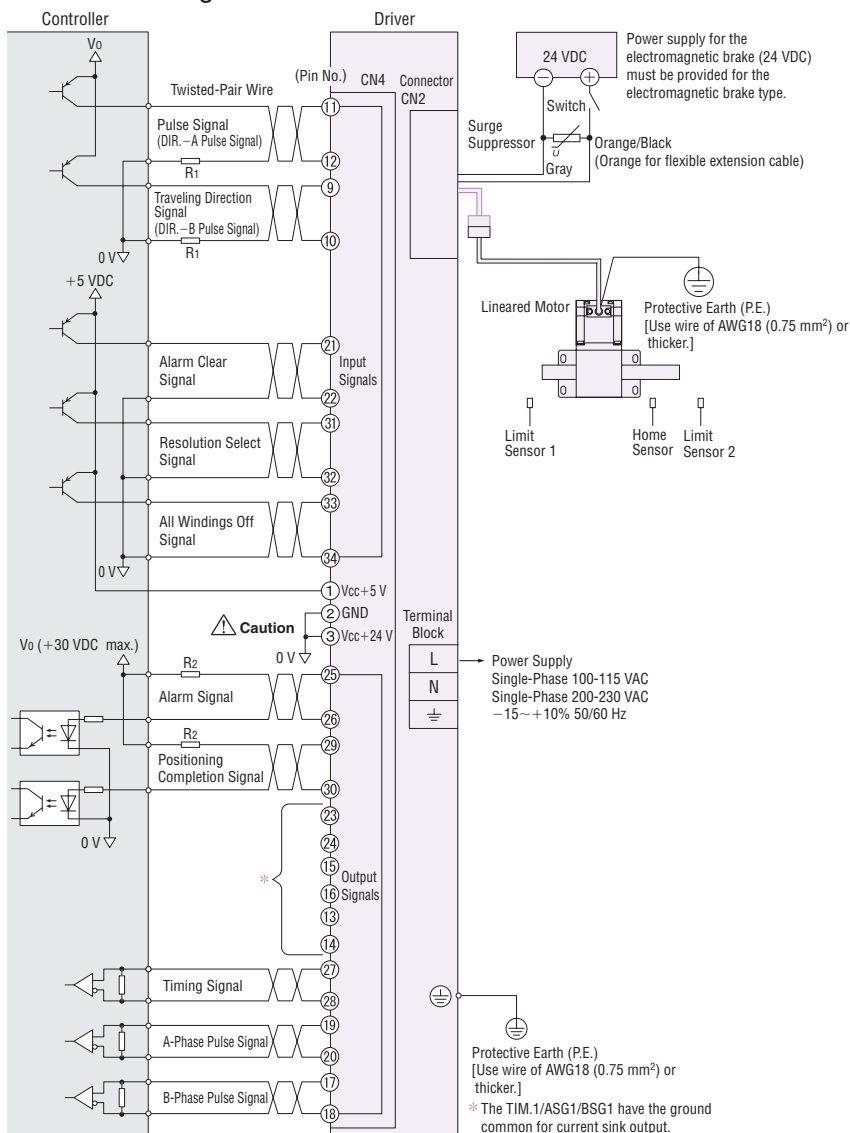 Controller
Driver
V0
(Pin No.)
CN4
Connector
CN2
Twisted-Pair Wire
24 VDC
Power supply for the
electromagnetic brake (24 VDC)
must be provided for the
electromagnetic brake type.
Switch
Surge
Suppressor
U
Orange/Black
(Orange for flexible extension cable)
Gray
11
Pulse Signal
(DIR.−A Pulse Signal)
12
R1
9
Traveling Direction
Signal
(DIR.−B Pulse Signal)
10
R1
0 V
+5 VDC
Lineared Motor
Protective Earth (P.E.)
[Use wire of AWG18 (0.75 mm²) or
thicker.]
21
Alarm Clear
Signal
Input
Signals
22
31
Resolution Select
Signal
32
33
All Windings Off
Signal
34
0 V
Limit
Sensor 1
Home
Sensor
Limit
Sensor 2
1 Vcc+5 V
2 GND
3 Vcc+24 V
Caution
0 V
Terminal
Block
L
N
Power Supply
Single-Phase 100-115 VAC
Single-Phase 200-230 VAC
−15~+10% 50/60 Hz
V0 (+30 VDC max.)
R2
25
Alarm Signal
26
R2
29
Positioning
Completion Signal
30
0 V
23
24
15
*
Output
16 Signals
13
14
27
Timing Signal
28
19
A-Phase Pulse Signal
20
17
B-Phase Pulse Signal
18
Protective Earth (P.E.)
[Use wire of AWG18 (0.75 mm²) or
thicker.]
* The TIM.1/ASG1/BSG1 have the ground
common for current sink output.